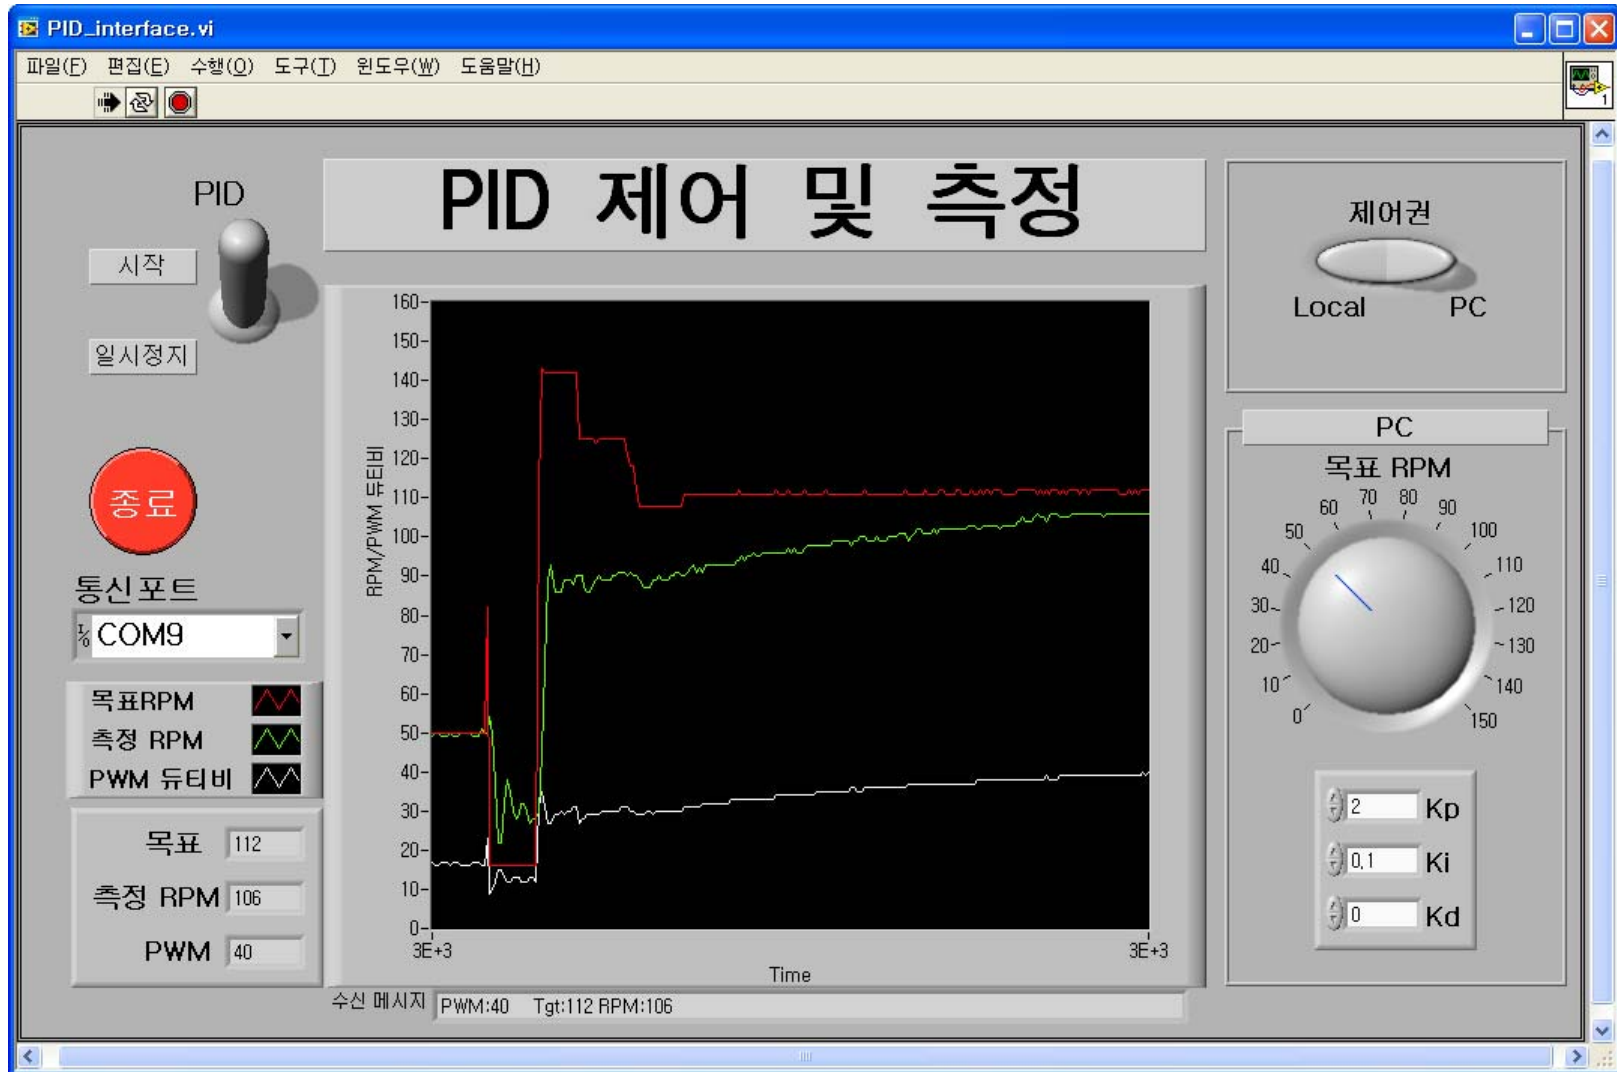 PID_interface.vi
파일(F) 편집(E) 수행(O) 도구(T) 윈도우(W) 도움말(H)
1
PID
시작
일시정지
종료
통신포트
I/O COM9
목표RPM
측정 RPM
PWM 듀티비
목표 112
측정 RPM 106
PWM 40
PID 제어 및 측정
RPM/PWM 듀티비
160
150
140
130
120
110
100
90
80
70
60
50
40
30
20
10
0
3E+3 3E+3
Time
수신 메시지 PWM:40 Tgt:112 RPM:106
제어권
Local PC
PC
목표 RPM
0
10
20
30
40
50
60
70
80
90
100
110
120
130
140
150
2 Kp
0,1 Ki
0 Kd